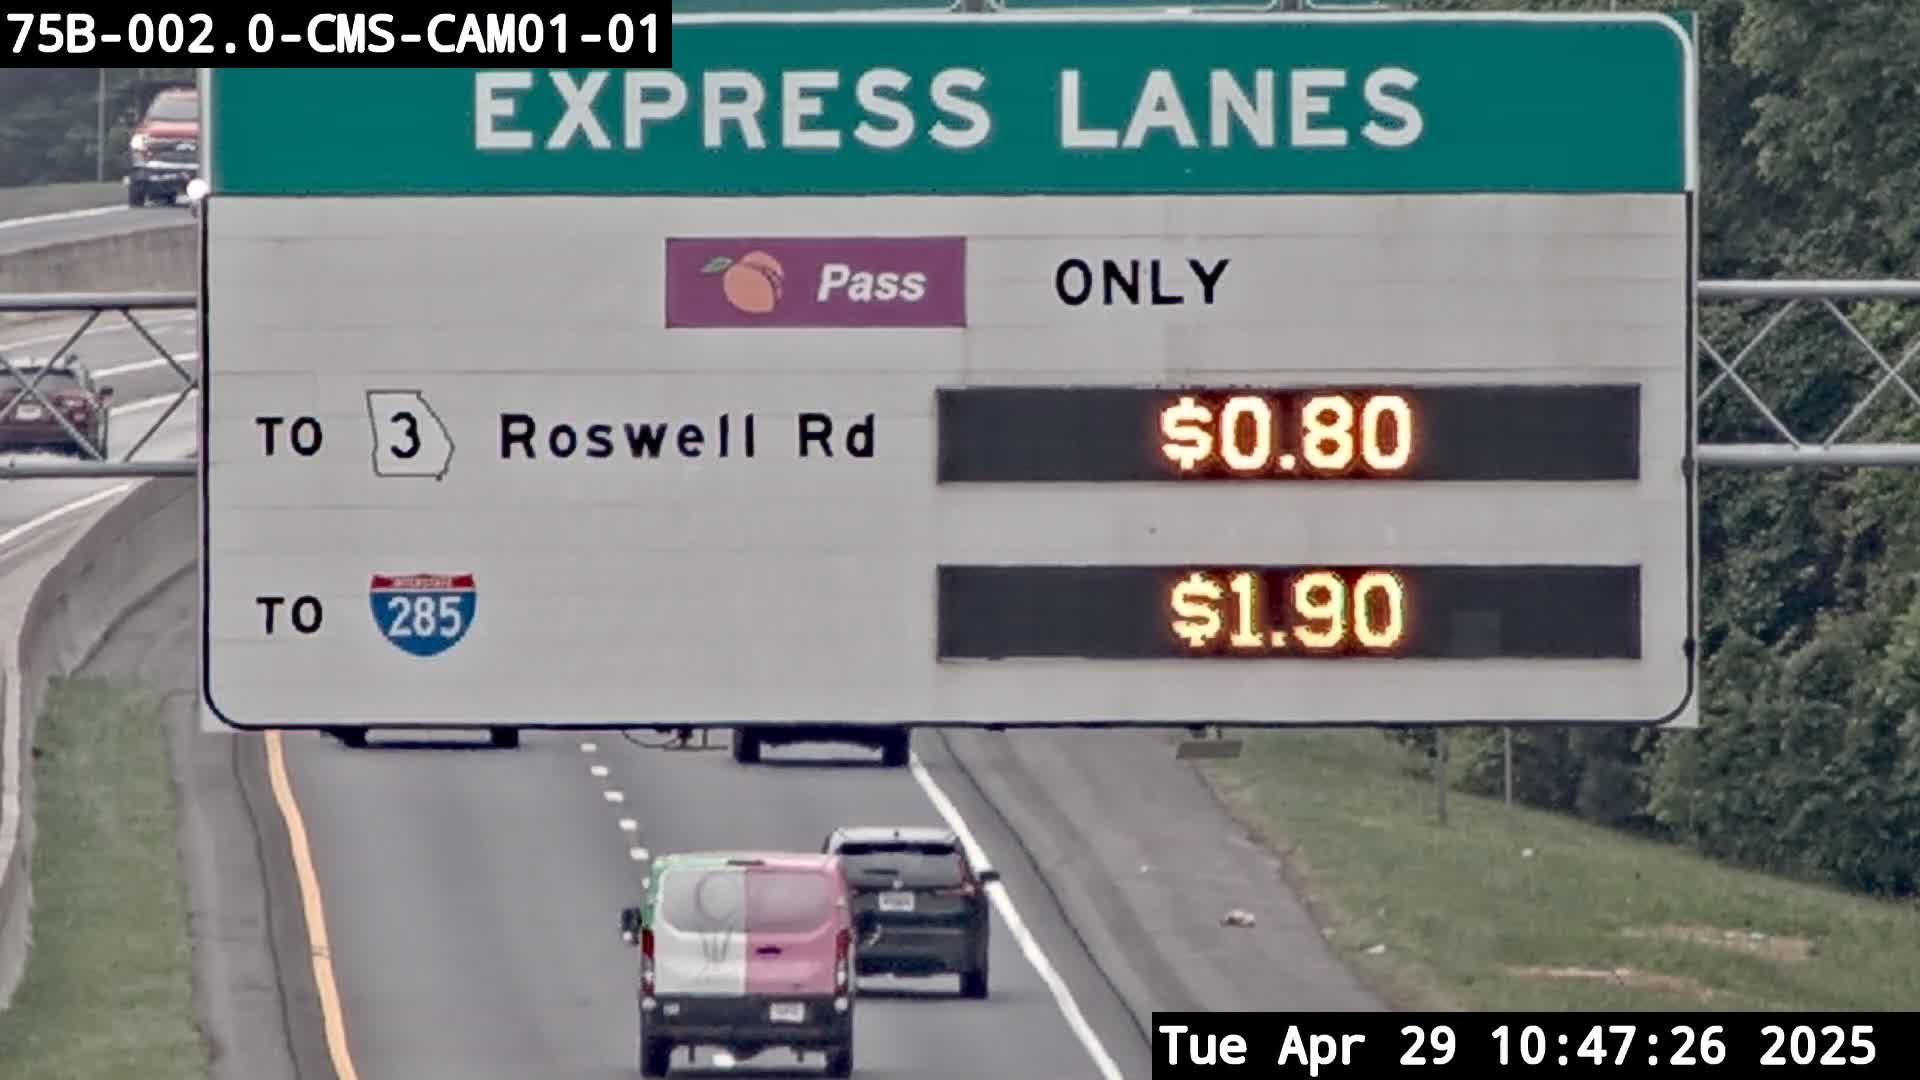 75B-002.0-CMS-CAM01-01
EXPRESS LANES
Pass ONLY
TO 3 Roswell Rd $0.80
INTERSTATE
TO 285 $1.90
Tue Apr 29 10:47:26 2025